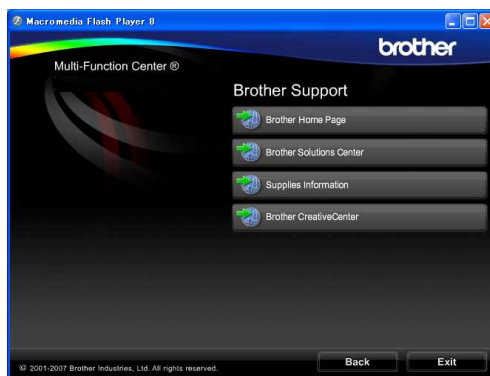 Macromedia Flash Player 8
brother
Multi-Function Center ®
Brother Support
Brother Home Page
Brother Solutions Center
Supplies Information
Brother CreativeCenter
Back
Exit
© 2001-2007 Brother Industries, Ltd. All rights reserved.